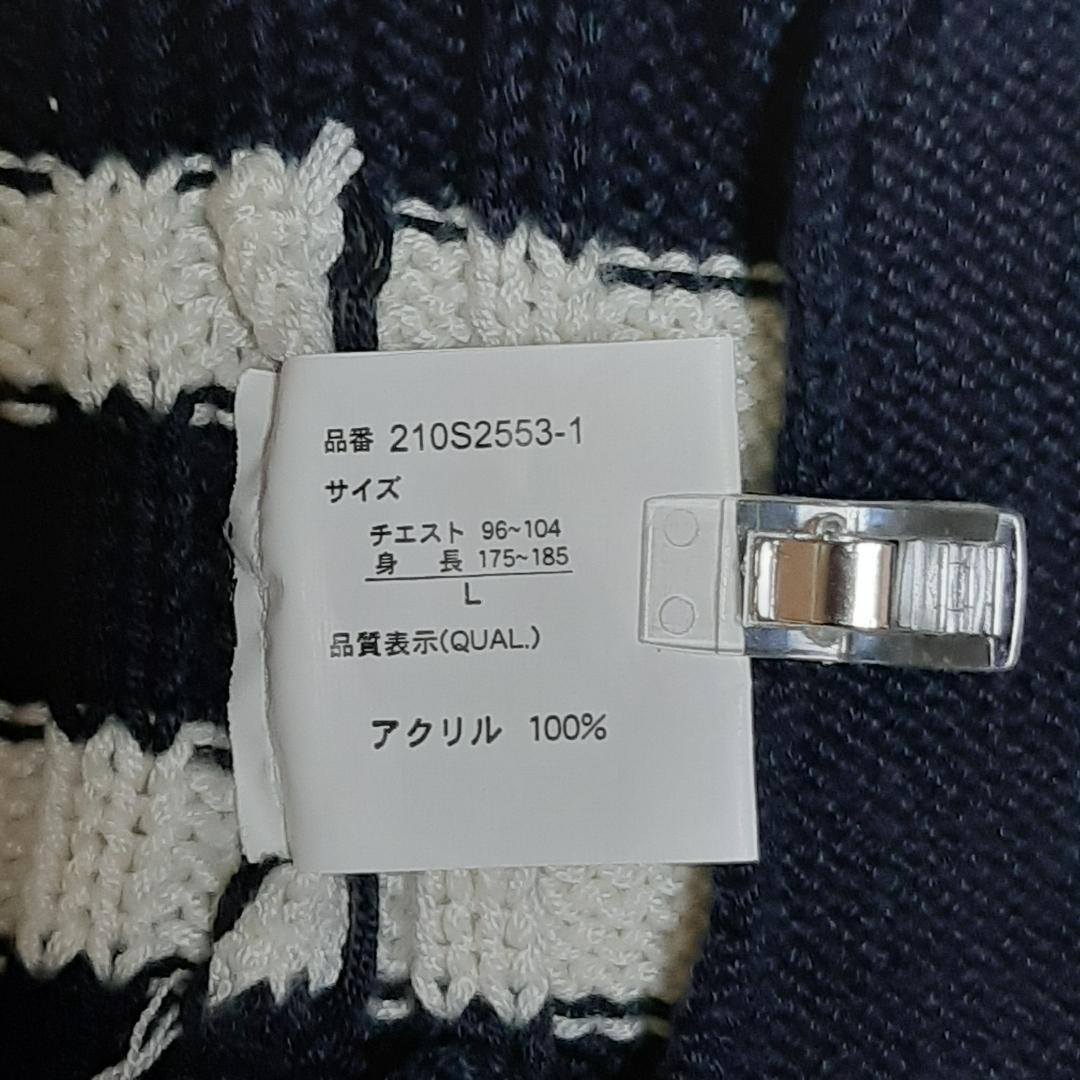 品番 210S2553-1
サイズ
チエスト 96~104
身 長 175~185
L
品質表示(QUAL.)
アクリル 100%